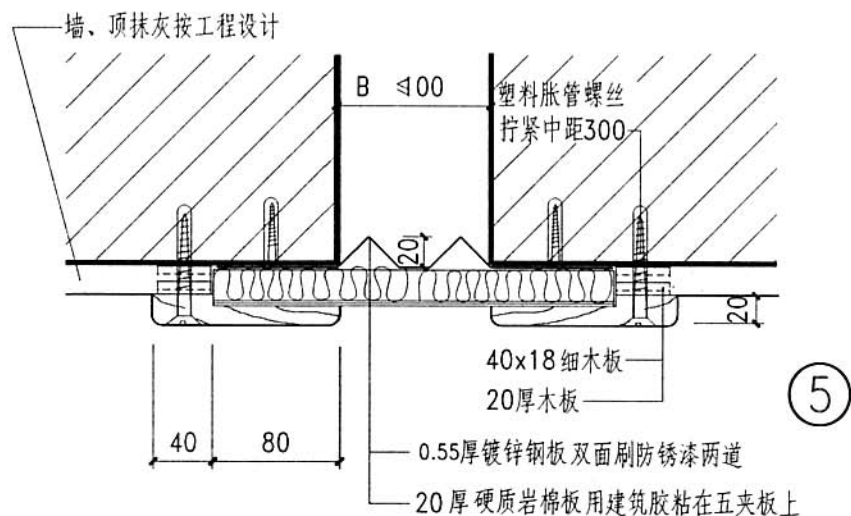 墙、顶抹灰按工程设计
B ≤100
塑料胀管螺丝
拧紧中距300
20
20
40x18细木板
20厚木板
5
40
80
0.55厚镀锌钢板双面刷防锈漆两道
20厚硬质岩棉板用建筑胶粘在五夹板上